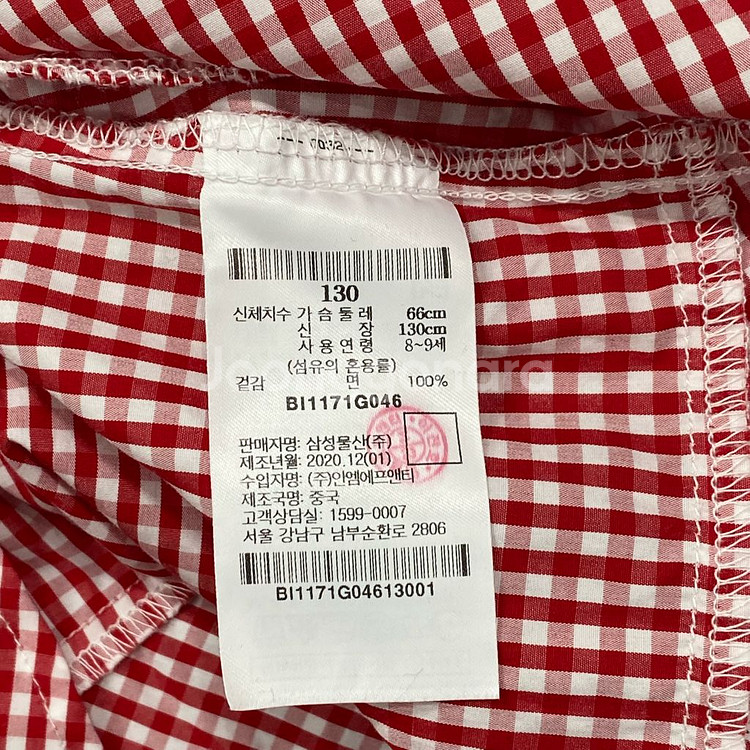 130
신체치수 가 슴 둘 레 66cm
신 장 130cm
사 용 연 령 8~9세
(섬유의 혼용률)
겉감 면 100%
BI1171G046
판매자명: 삼성물산(주)
제조년월: 2020.12(01)
수입자명: (주)인엠에프앤티
제조국명: 중국
고객상담실: 1599-0007
서울 강남구 남부순환로 2806
BI1171G04613001